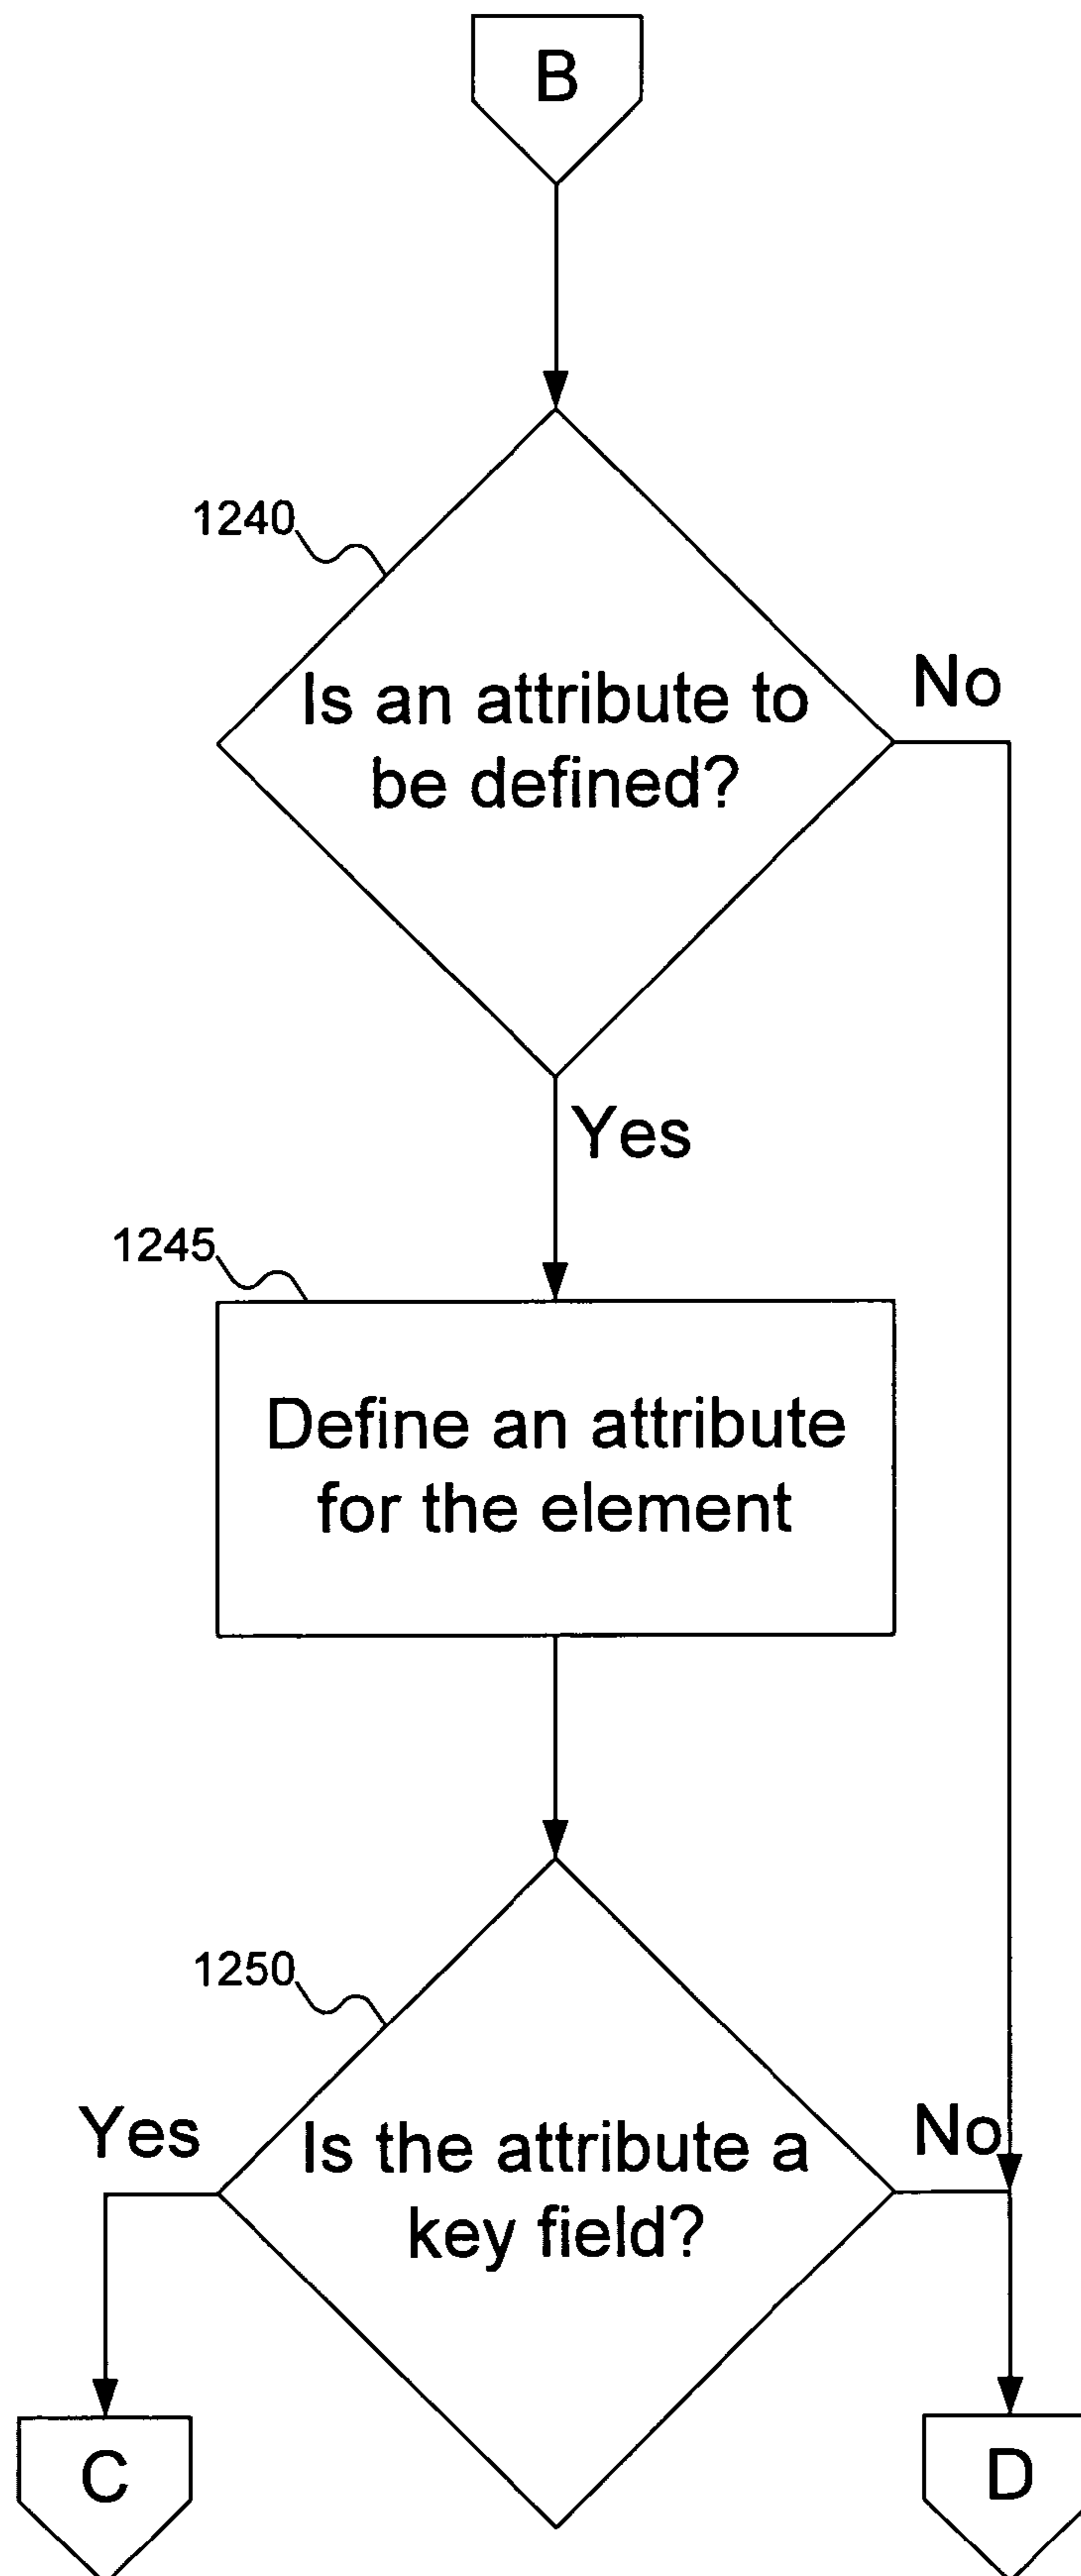 B
1240
Is an attribute to
be defined?
No
Yes
1245
Define an attribute
for the element
1250
Yes
Is the attribute a
key field?
No
C
D